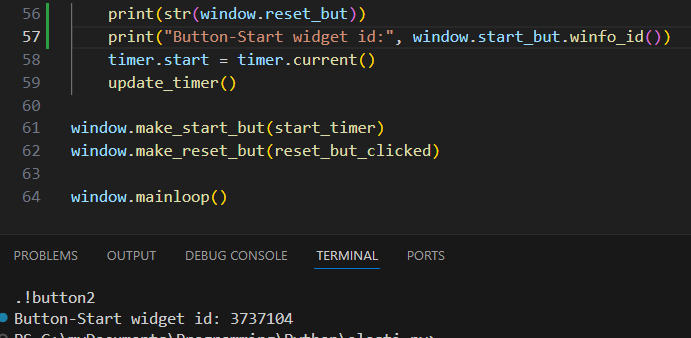 56 print(str(window.reset_but))
57 print("Button-Start widget id:", window.start_but.winfo_id())
58 timer.start = timer.current()
59 update_timer()
60
61 window.make_start_but(start_timer)
62 window.make_reset_but(reset_but_clicked)
63
64 window.mainloop()
PROBLEMS OUTPUT DEBUG CONSOLE TERMINAL PORTS
.!button2
Button-Start widget id: 3737104